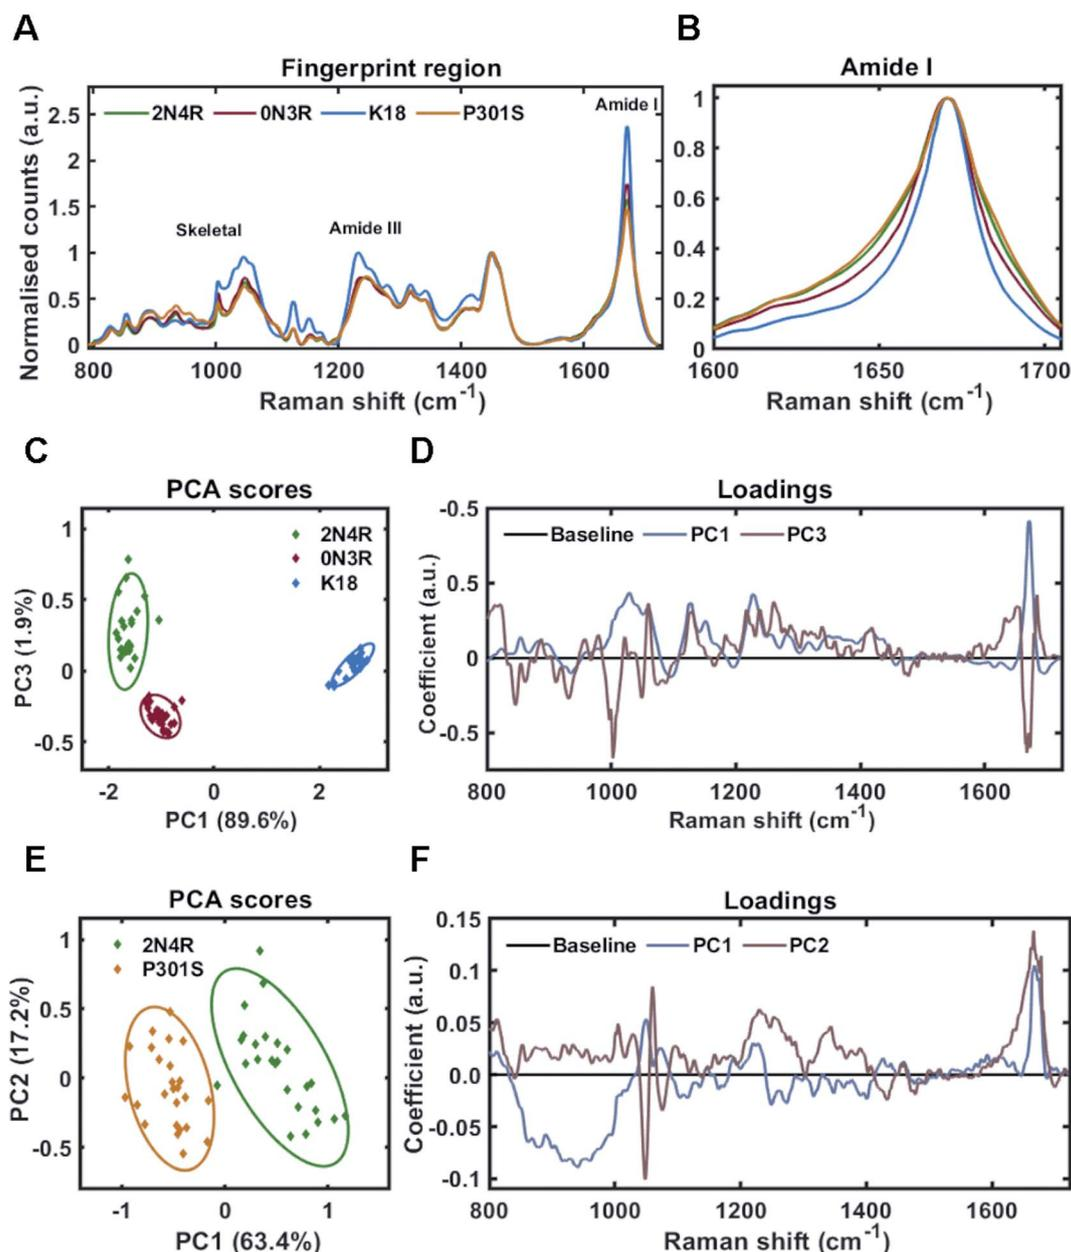 A
B
Fingerprint region
Amide I
Normalised counts (a.u.)
2.5
2
1.5
1
0.5
0
2N4R 0N3R K18 P301S
Amide I
Skeletal
Amide III
800 1000 1200 1400 1600
Raman shift (cm-1)
1
0.8
0.6
0.4
0.2
0
1600 1650 1700
Raman shift (cm-1)
C
D
PCA scores
Loadings
PC3 (1.9%)
1
0.5
0
-0.5
2N4R
0N3R
K18
-2 0 2
PC1 (89.6%)
Coefficient (a.u.)
-0.5
0.5
0
-0.5
Baseline PC1 PC3
800 1000 1200 1400 1600
Raman shift (cm-1)
E
F
PCA scores
Loadings
PC2 (17.2%)
1
0.5
0
-0.5
2N4R
P301S
-1 0 1
PC1 (63.4%)
Coefficient (a.u.)
0.15
0.1
0.05
0.0
-0.05
-0.1
Baseline PC1 PC2
800 1000 1200 1400 1600
Raman shift (cm-1)